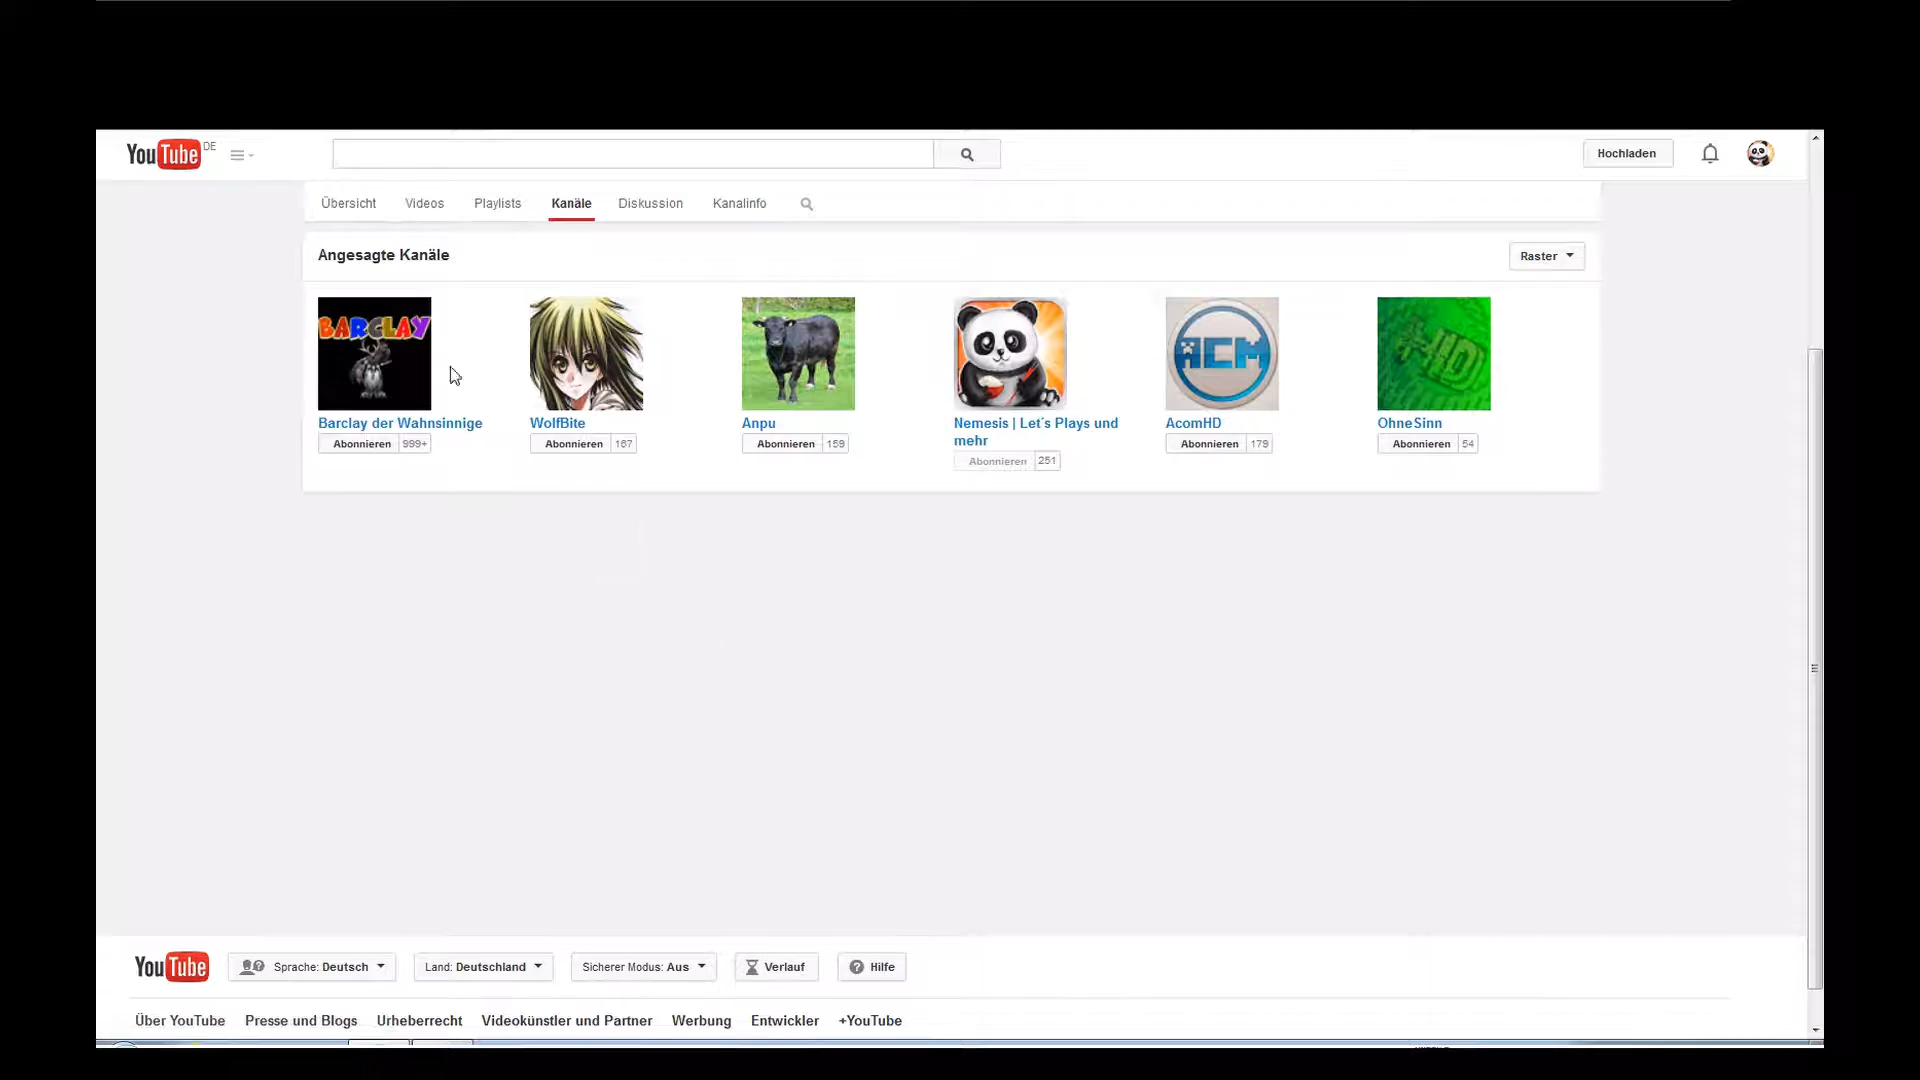 YouTube DE
Hochladen
Übersicht Videos Playlists Kanäle Diskussion Kanalinfo
Angesagte Kanäle
Raster
BARCLAY
ACM
HD
Barclay der Wahnsinnige
Abonnieren 999+
WolfBite
Abonnieren 167
Anpu
Abonnieren 159
Nemesis | Let´s Plays und
mehr
Abonnieren 251
AcomHD
Abonnieren 179
OhneSinn
Abonnieren 54
YouTube Sprache: Deutsch Land: Deutschland Sicherer Modus: Aus Verlauf Hilfe
Über YouTube Presse und Blogs Urheberrecht Videokünstler und Partner Werbung Entwickler +YouTube